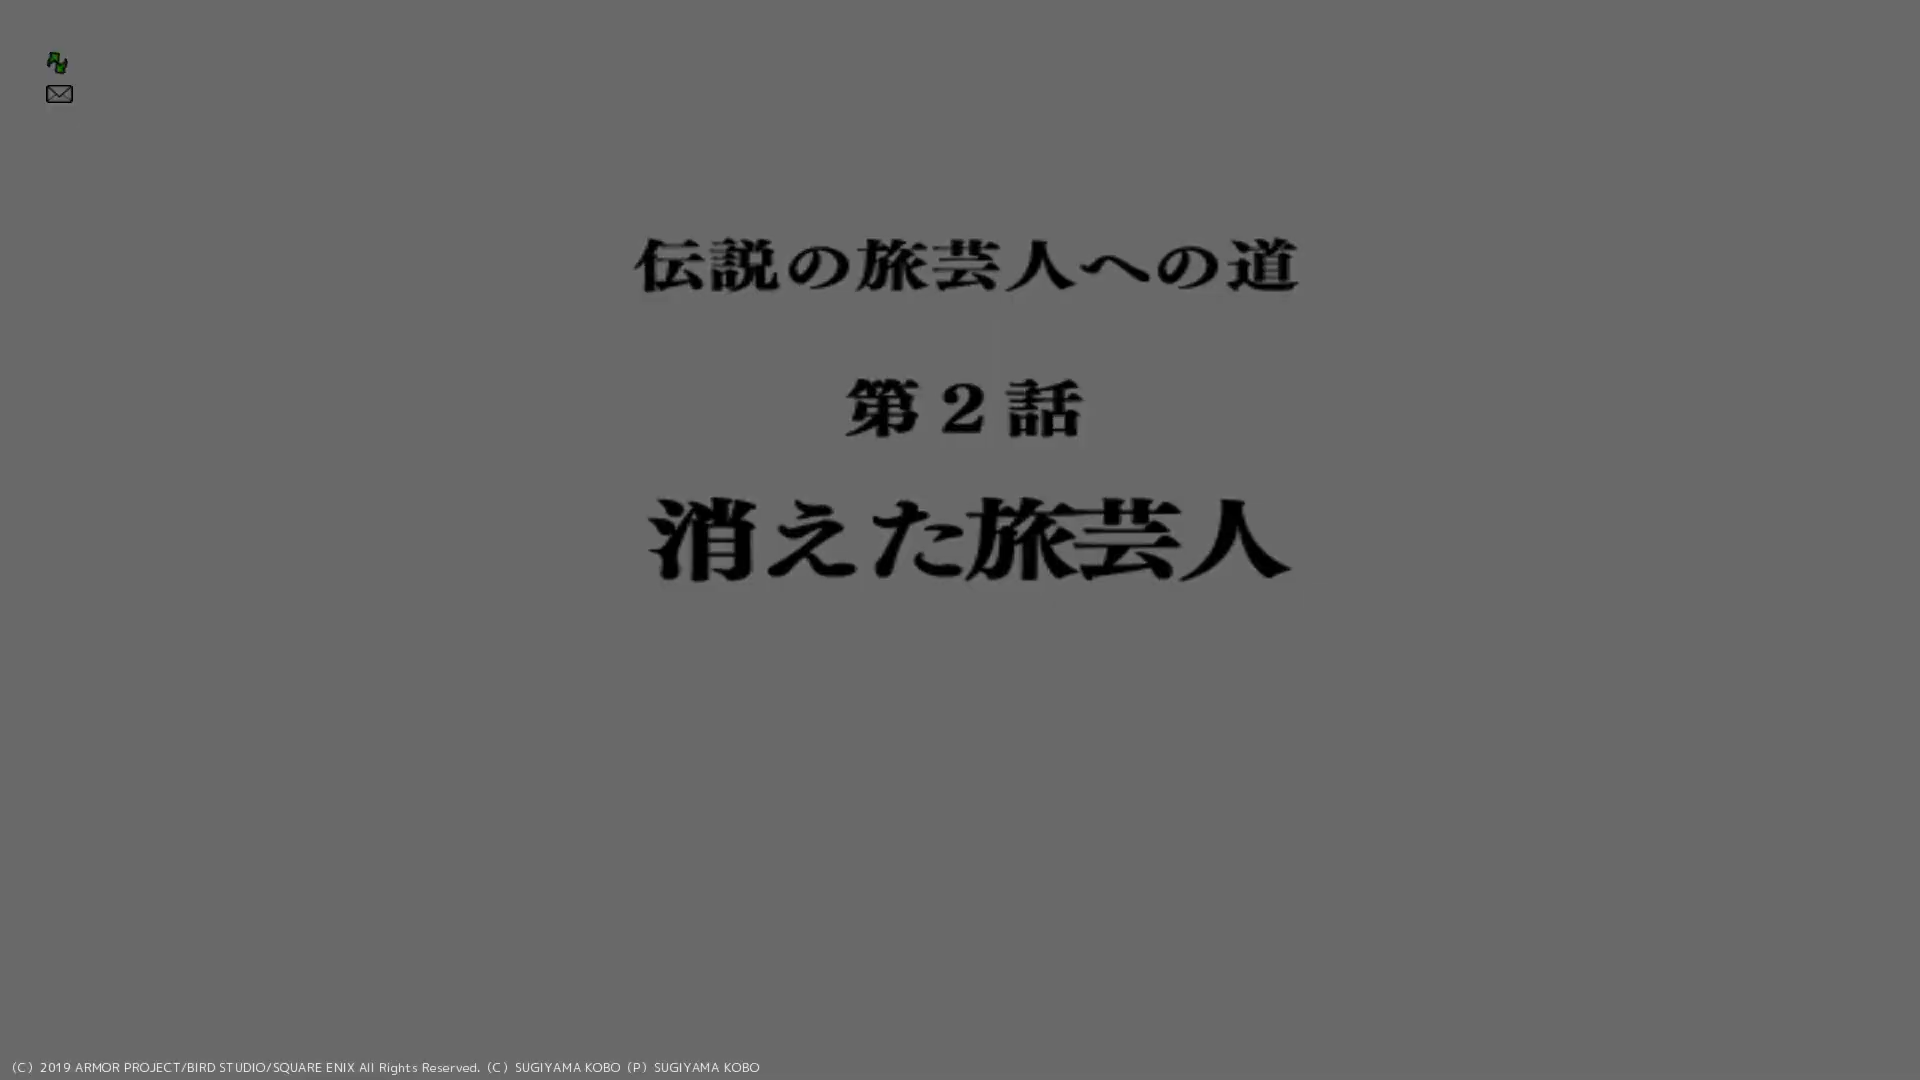 伝説の旅芸人への道
第２話
消えた旅芸人
（C）2019 ARMOR PROJECT/BIRD STUDIO/SQUARE ENIX All Rights Reserved.（C）SUGIYAMA KOBO（P）SUGIYAMA KOBO